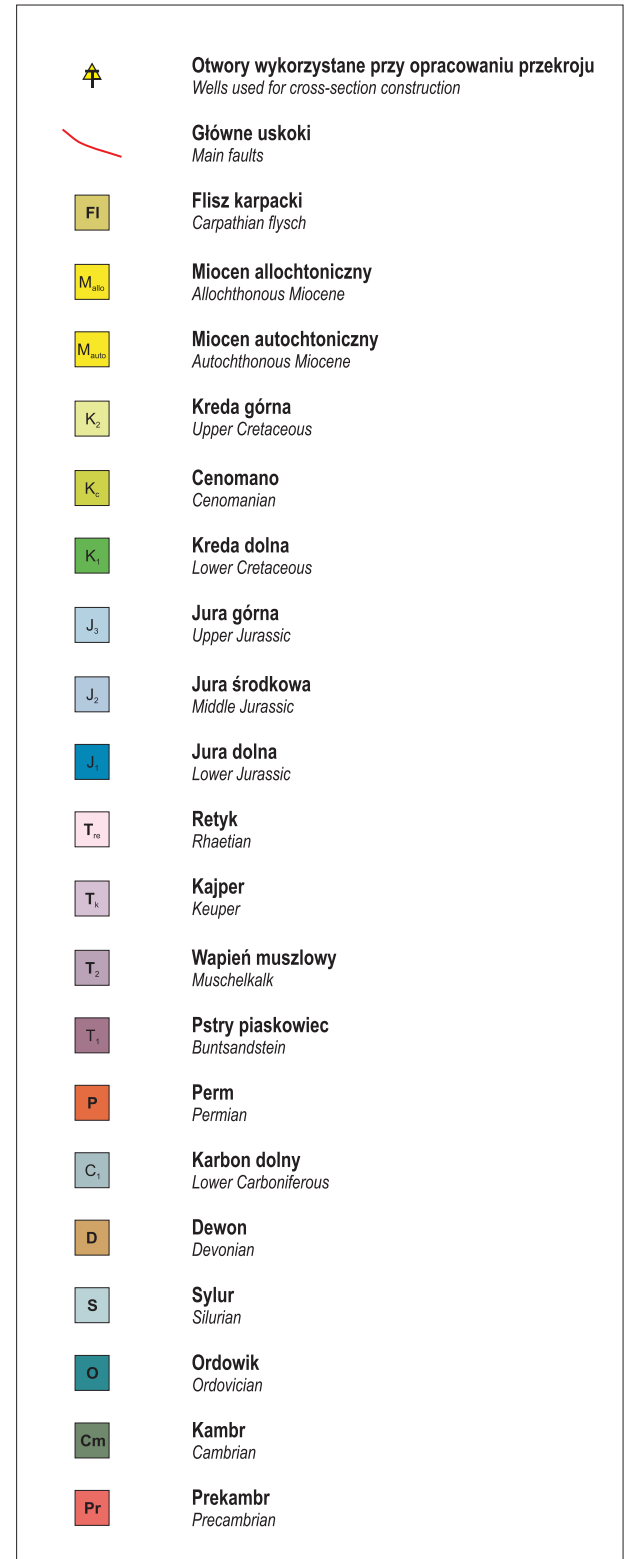 Otwory wykorzystane przy opracowaniu przekroju
Wells used for cross-section construction
Główne uskoki
Main faults
Fl Flisz karpacki
Carpathian flysch
Mallo Miocen allochtoniczny
Allochthonous Miocene
Mauto Miocen autochtoniczny
Autochthonous Miocene
K2 Kreda górna
Upper Cretaceous
Kc Cenomano
Cenomanian
K1 Kreda dolna
Lower Cretaceous
J3 Jura górna
Upper Jurassic
J2 Jura środkowa
Middle Jurassic
J1 Jura dolna
Lower Jurassic
Tre Retyk
Rhaetian
Tk Kajper
Keuper
T2 Wapień muszlowy
Muschelkalk
T1 Pstry piaskowiec
Buntsandstein
P Perm
Permian
C1 Karbon dolny
Lower Carboniferous
D Dewon
Devonian
S Sylur
Silurian
O Ordowik
Ordovician
Cm Kambr
Cambrian
Pr Prekambr
Precambrian